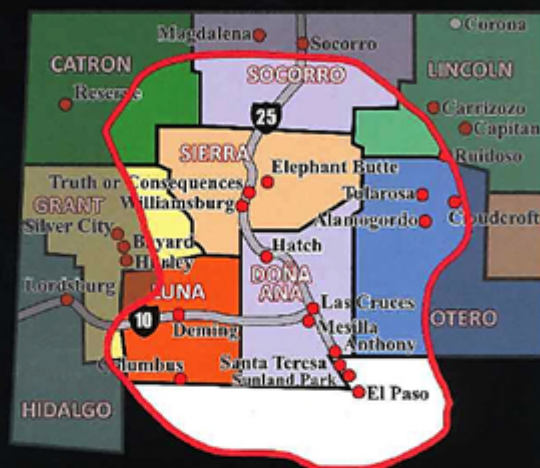 Corona
Magdalena
Socorro
CATRON
SOCORRO
LINCOLN
Reserve
Carrizozo
25
Capitan
SIERRA
Ruidoso
Elephant Butte
Truth or Consequences
Tularosa
Williamsburg
GRANT
Cloudcroft
Silver City
Alamogordo
Bayard
Hatch
Hurley
DONA
ANA
Lordsburg
LUNA
Las Cruces
10
Mesilla
OTERO
Deming
Anthony
Columbus
Santa Teresa
Sunland Park
El Paso
HIDALGO